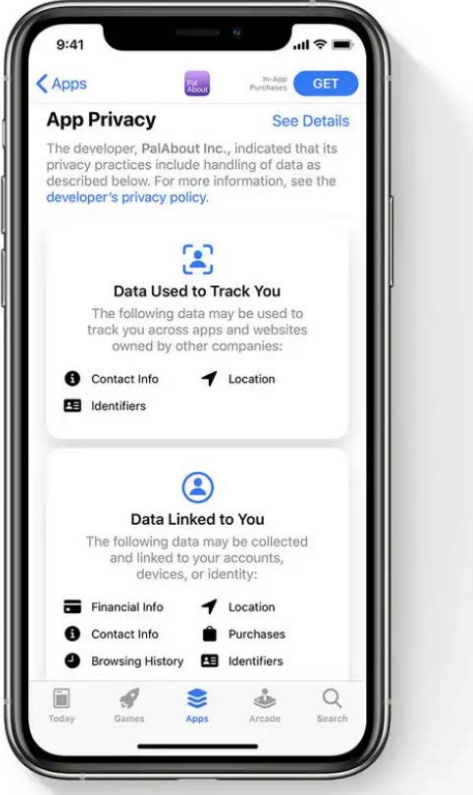 9:41
Apps
Pal
About
In-App
Purchases
GET
App Privacy
See Details
The developer, PalAbout Inc., indicated that its
privacy practices include handling of data as
described below. For more information, see the
developer's privacy policy.
Data Used to Track You
The following data may be used to
track you across apps and websites
owned by other companies:
Contact Info
Location
Identifiers
Data Linked to You
The following data may be collected
and linked to your accounts,
devices, or identity:
Financial Info
Location
Contact Info
Purchases
Browsing History
Identifiers
Today
Games
Apps
Arcade
Search